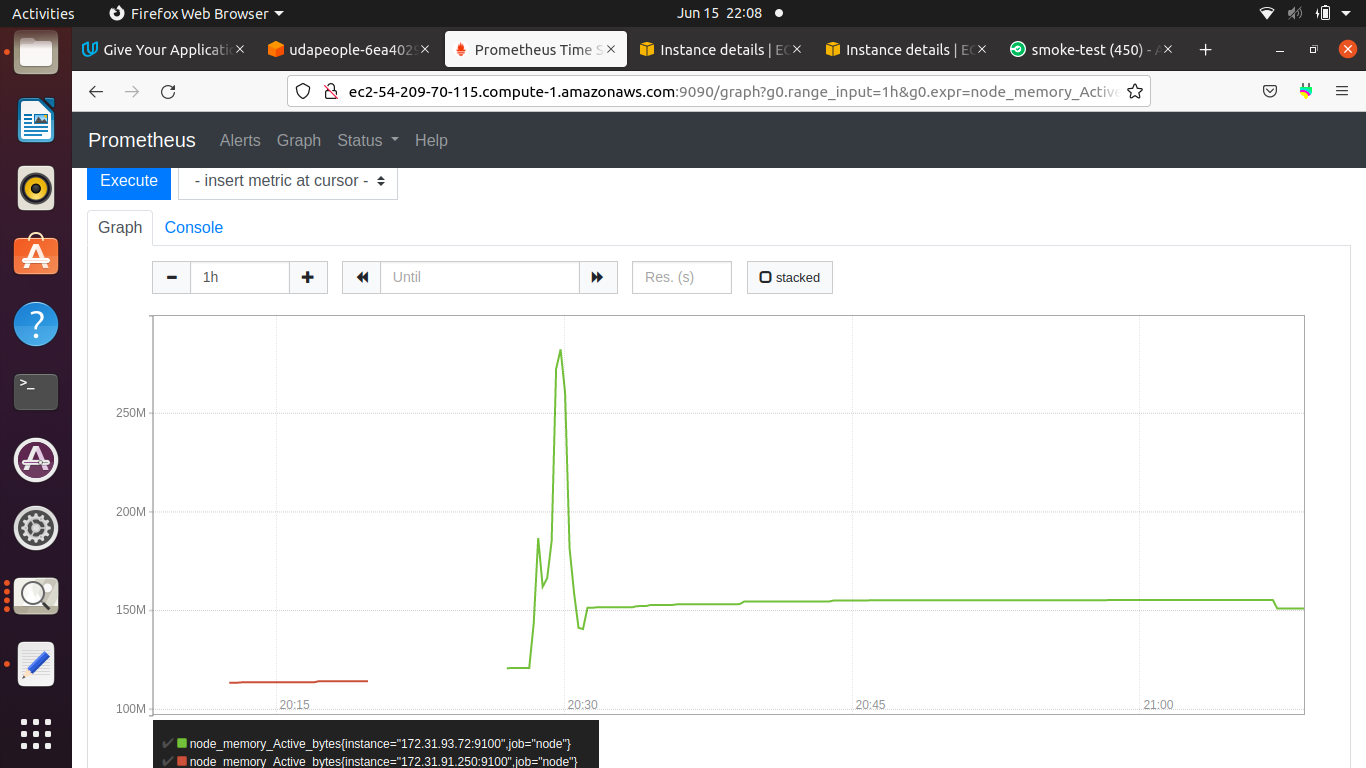 Activities Firefox Web Browser Jun 15 22:08
Give Your Applicati udapeople-6ea4029 Prometheus Time S Instance details | EC Instance details | EC smoke-test (450) - A
ec2-54-209-70-115.compute-1.amazonaws.com:9090/graph?g0.range_input=1h&g0.expr=node_memory_Active
Prometheus Alerts Graph Status Help
Execute - insert metric at cursor -
Graph Console
1h Until Res. (s) stacked
250M
200M
150M
100M
20:15 20:30 20:45 21:00
node_memory_Active_bytes{instance="172.31.93.72:9100",job="node"}
node_memory_Active_bytes{instance="172.31.91.250:9100",job="node"}